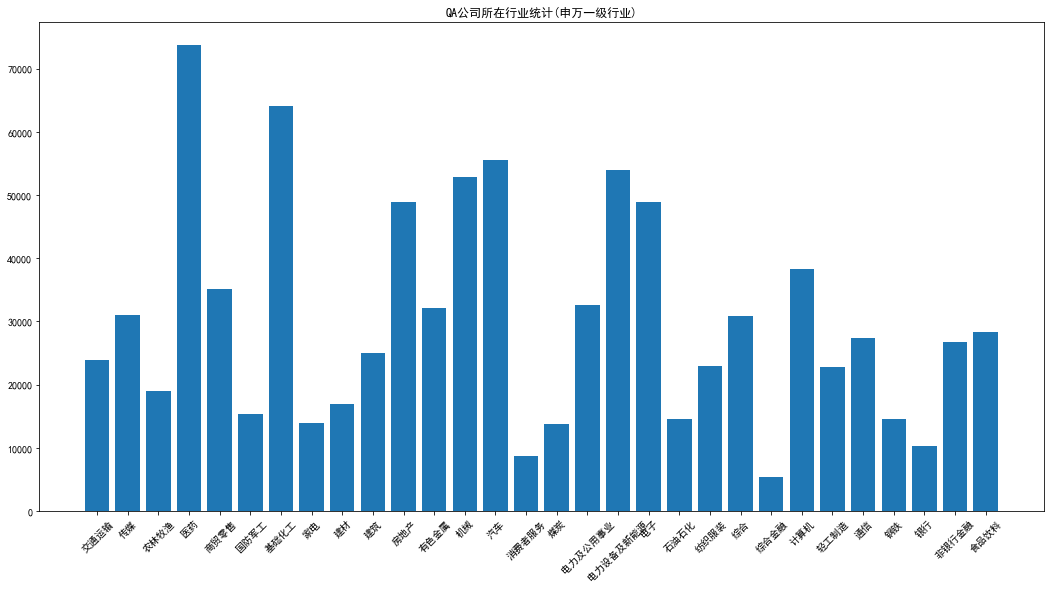 QA公司所在行业统计(申万一级行业)
70000
60000
50000
40000
30000
20000
10000
0
交通运输
传媒
农林牧渔
医药
商贸零售
国防军工
基础化工
家电
建材
建筑
房地产
有色金属
机械
汽车
消费者服务
煤炭
电力及公用事业
电力设备及新能源
电子
石油石化
纺织服装
综合
综合金融
计算机
轻工制造
通信
钢铁
银行
非银行金融
食品饮料